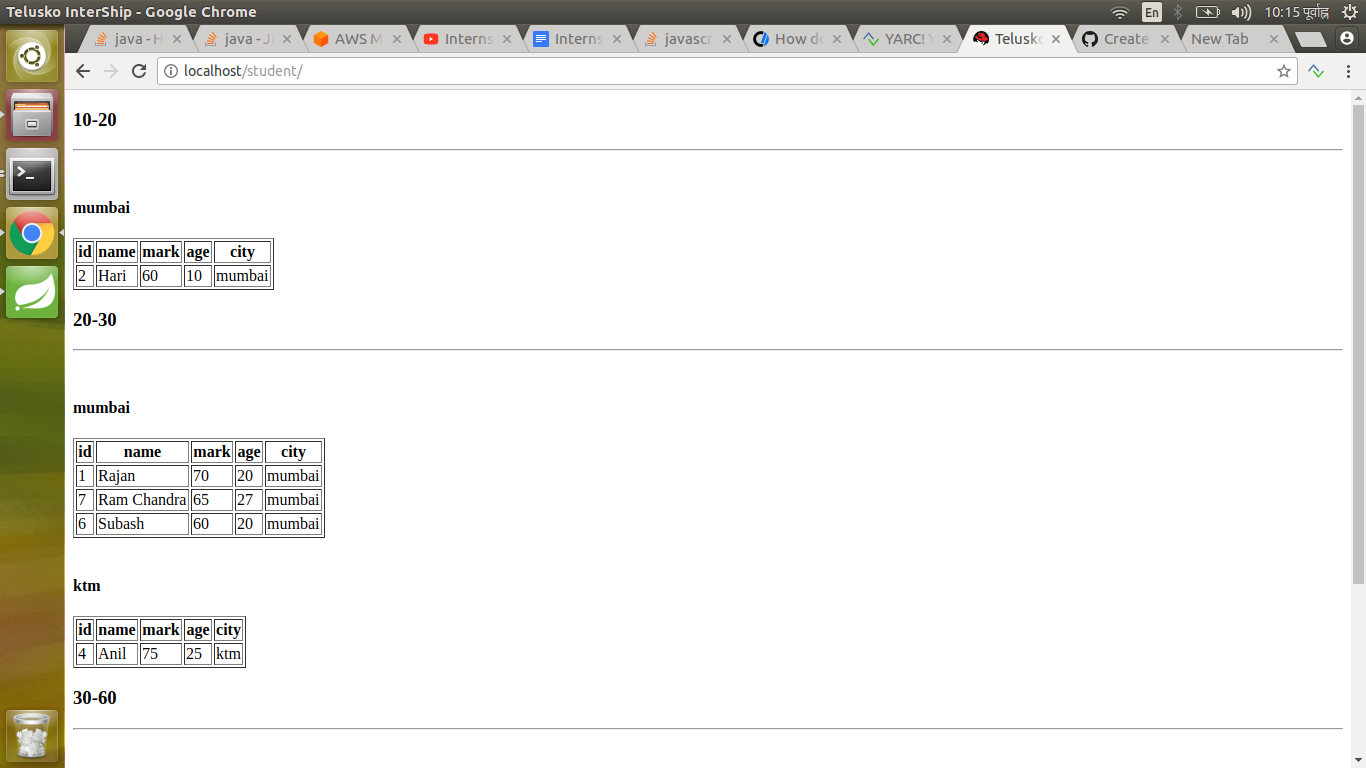 Telusko InterShip - Google Chrome
En
10:15 पूर्वाह्न
java - H
java - JI
AWS M
Interns
Interns
javascr
How do
YARC! Y
Telusko
Create
New Tab
localhost/student/
10-20
mumbai
id name mark age city
2 Hari 60 10 mumbai
20-30
mumbai
id name mark age city
1 Rajan 70 20 mumbai
7 Ram Chandra 65 27 mumbai
6 Subash 60 20 mumbai
ktm
id name mark age city
4 Anil 75 25 ktm
30-60